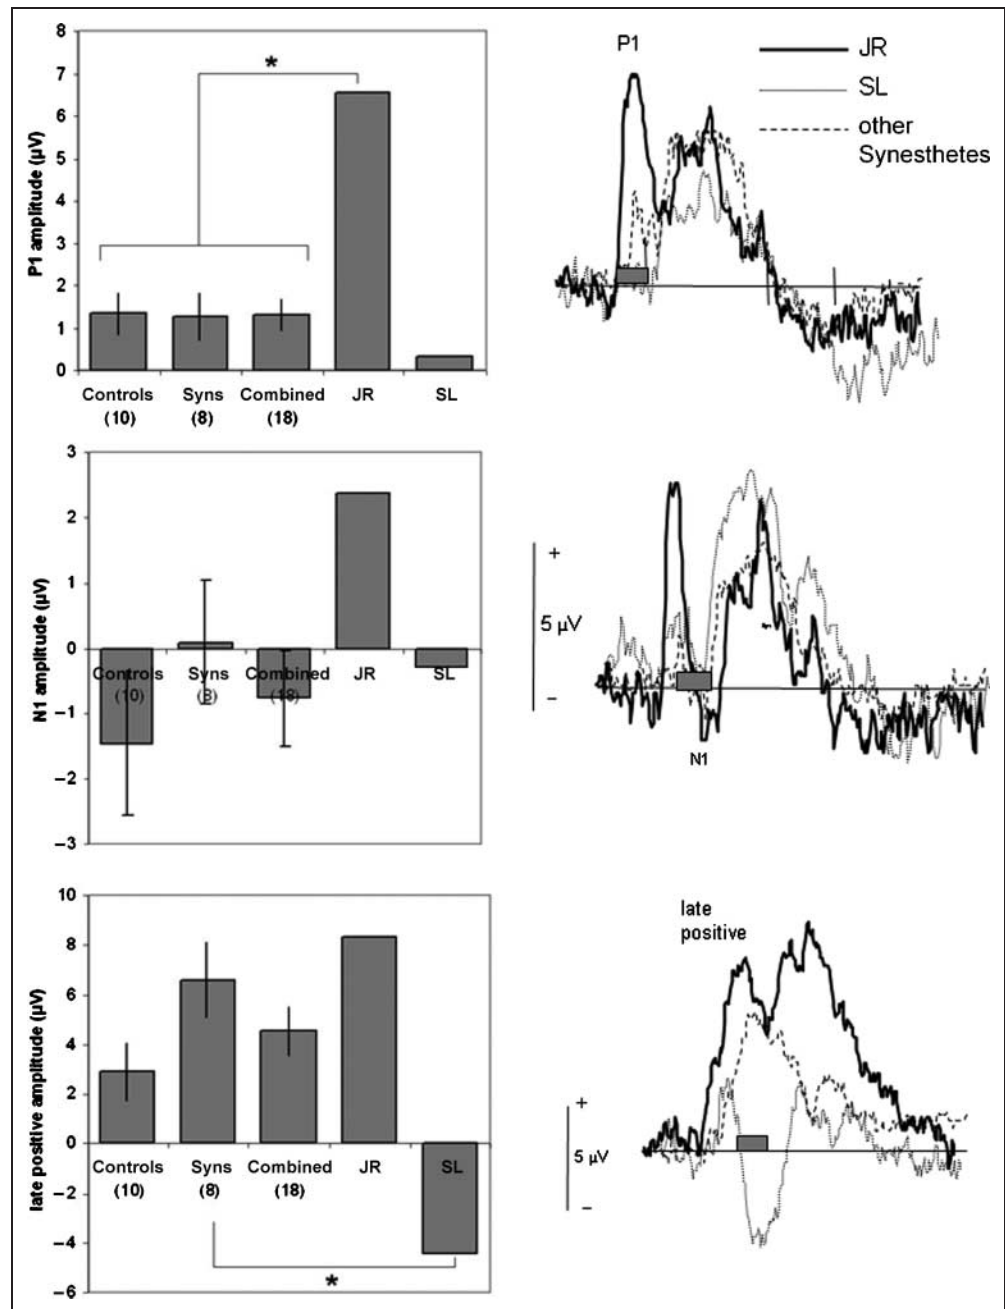 P1 amplitude (µV)
8
7
6
5
4
3
2
1
0
*
Controls Syns Combined JR SL
(10) (8) (18)
P1
JR
SL
other
Synesthetes
N1 amplitude (µV)
3
2
1
0
–1
–2
–3
Controls Syns Combined JR SL
(10) (8) (18)
+
5 µV
–
N1
late positive amplitude (µV)
10
8
6
4
2
0
–2
–4
–6
Controls Syns Combined JR SL
(10) (8) (18)
*
late
positive
+
5 µV
–